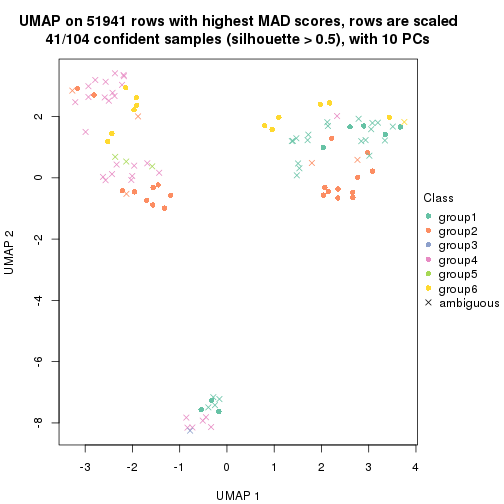 UMAP on 51941 rows with highest MAD scores, rows are scaled
41/104 confident samples (silhouette > 0.5), with 10 PCs
2
0
-2
-4
-6
-8
UMAP 2
-3
-2
-1
0
1
2
3
4
UMAP 1
Class
group1
group2
group3
group4
group5
group6
ambiguous